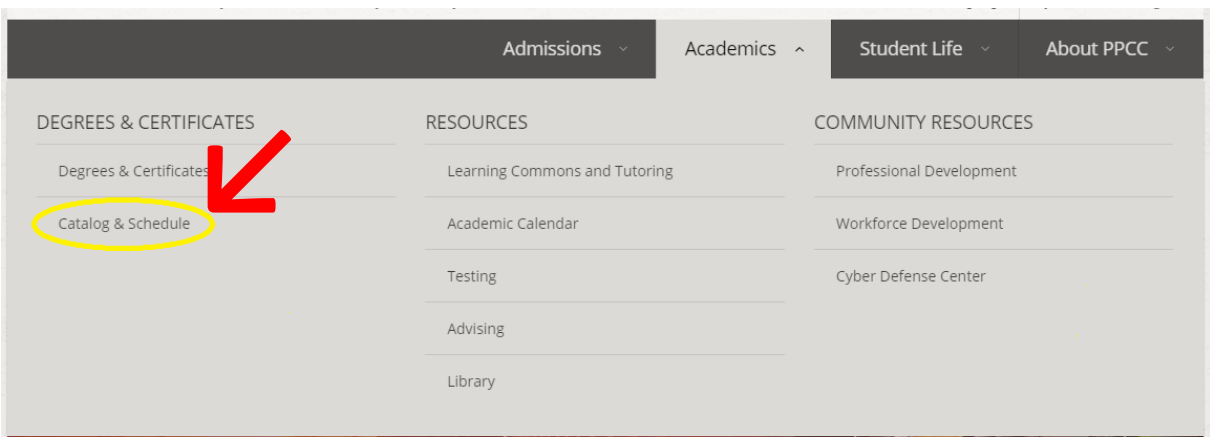 Admissions
Academics
Student Life
About PPCC
DEGREES & CERTIFICATES
Degrees & Certificates
Catalog & Schedule
RESOURCES
Learning Commons and Tutoring
Academic Calendar
Testing
Advising
Library
COMMUNITY RESOURCES
Professional Development
Workforce Development
Cyber Defense Center